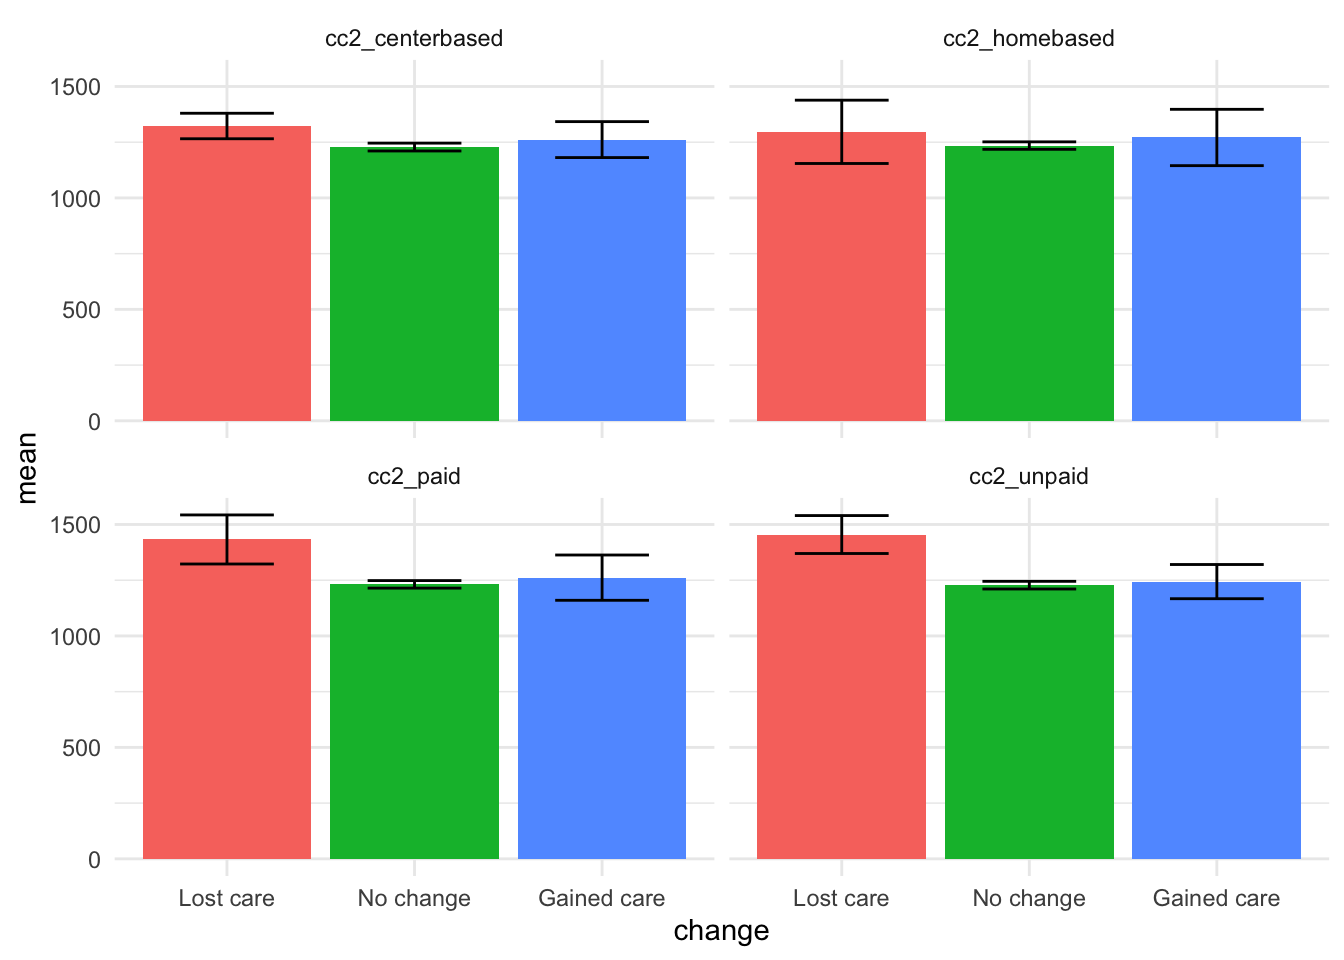 cc2_centerbased
cc2_homebased
1500
1000
500
0
cc2_paid
cc2_unpaid
1500
1000
500
0
mean
Lost care
No change
Gained care
Lost care
No change
Gained care
change